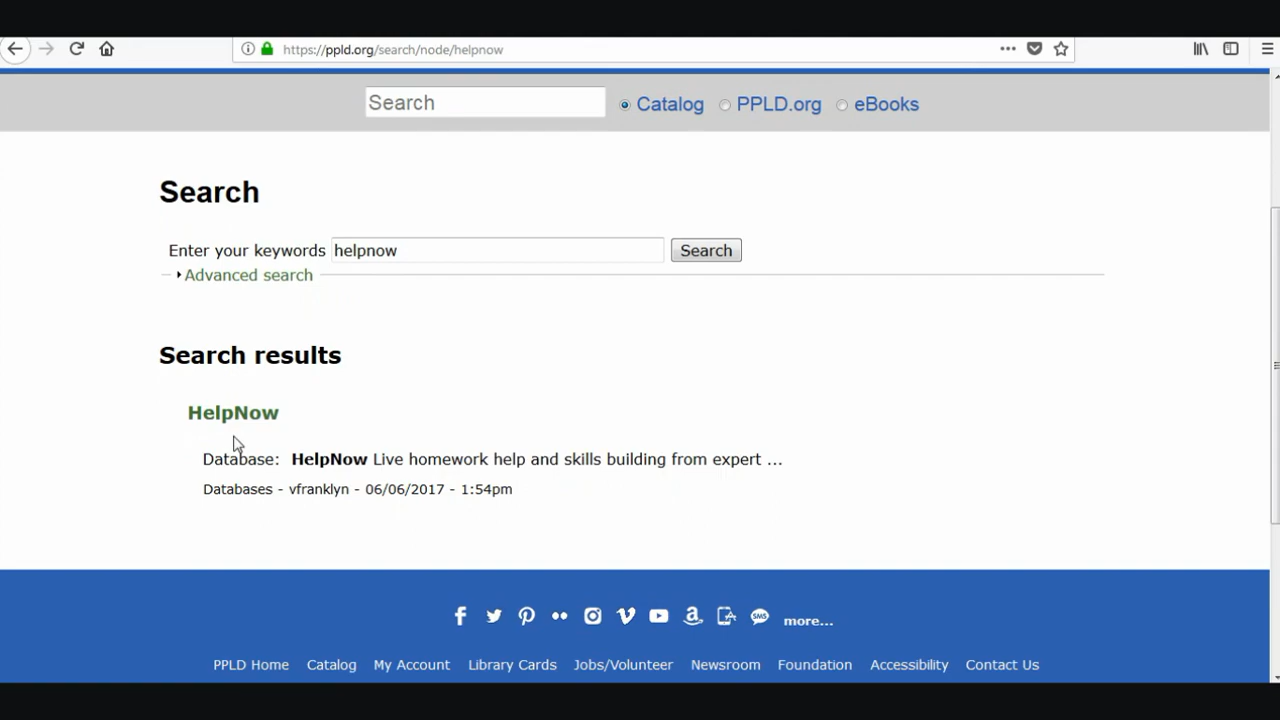 https://ppld.org/search/node/helpnow
Search Catalog PPLD.org eBooks
Search
Enter your keywords helpnow Search
Advanced search
Search results
HelpNow
Database: HelpNow Live homework help and skills building from expert ...
Databases - vfranklyn - 06/06/2017 - 1:54pm
more...
PPLD Home Catalog My Account Library Cards Jobs/Volunteer Newsroom Foundation Accessibility Contact Us